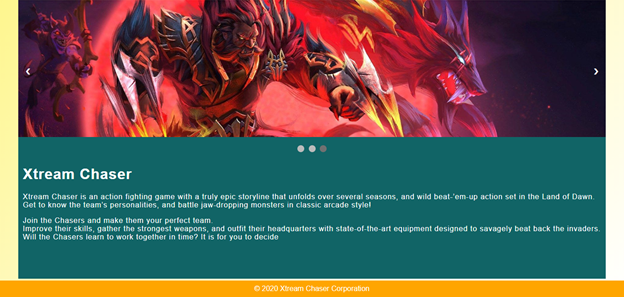 Xtream Chaser
Xtream Chaser is an action fighting game with a truly epic storyline that unfolds over several seasons, and wild beat-'em-up action set in the Land of Dawn.
Get to know the team's personalities, and battle jaw-dropping monsters in classic arcade style!
Join the Chasers and make them your perfect team.
Improve their skills, gather the strongest weapons, and outfit their headquarters with state-of-the-art equipment designed to savagely beat back the invaders.
Will the Chasers learn to work together in time? It is for you to decide
© 2020 Xtream Chaser Corporation